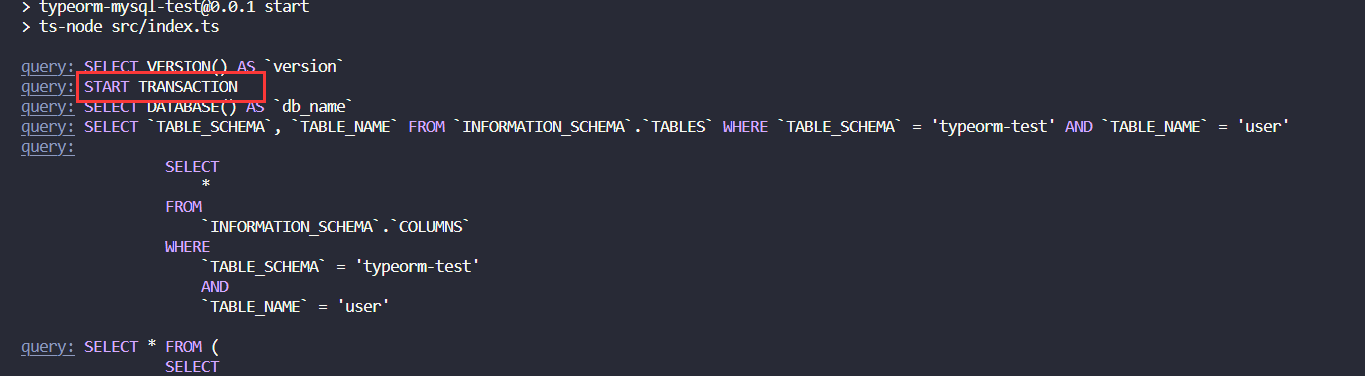 > typeorm-mysql-test@0.0.1 start
> ts-node src/index.ts
query: SELECT VERSION() AS `version`
query: START TRANSACTION
query: SELECT DATABASE() AS `db_name`
query: SELECT `TABLE_SCHEMA`, `TABLE_NAME` FROM `INFORMATION_SCHEMA`.`TABLES` WHERE `TABLE_SCHEMA` = 'typeorm-test' AND `TABLE_NAME` = 'user'
query:
SELECT
*
FROM
`INFORMATION_SCHEMA`.`COLUMNS`
WHERE
`TABLE_SCHEMA` = 'typeorm-test'
AND
`TABLE_NAME` = 'user'
query: SELECT * FROM (
SELECT